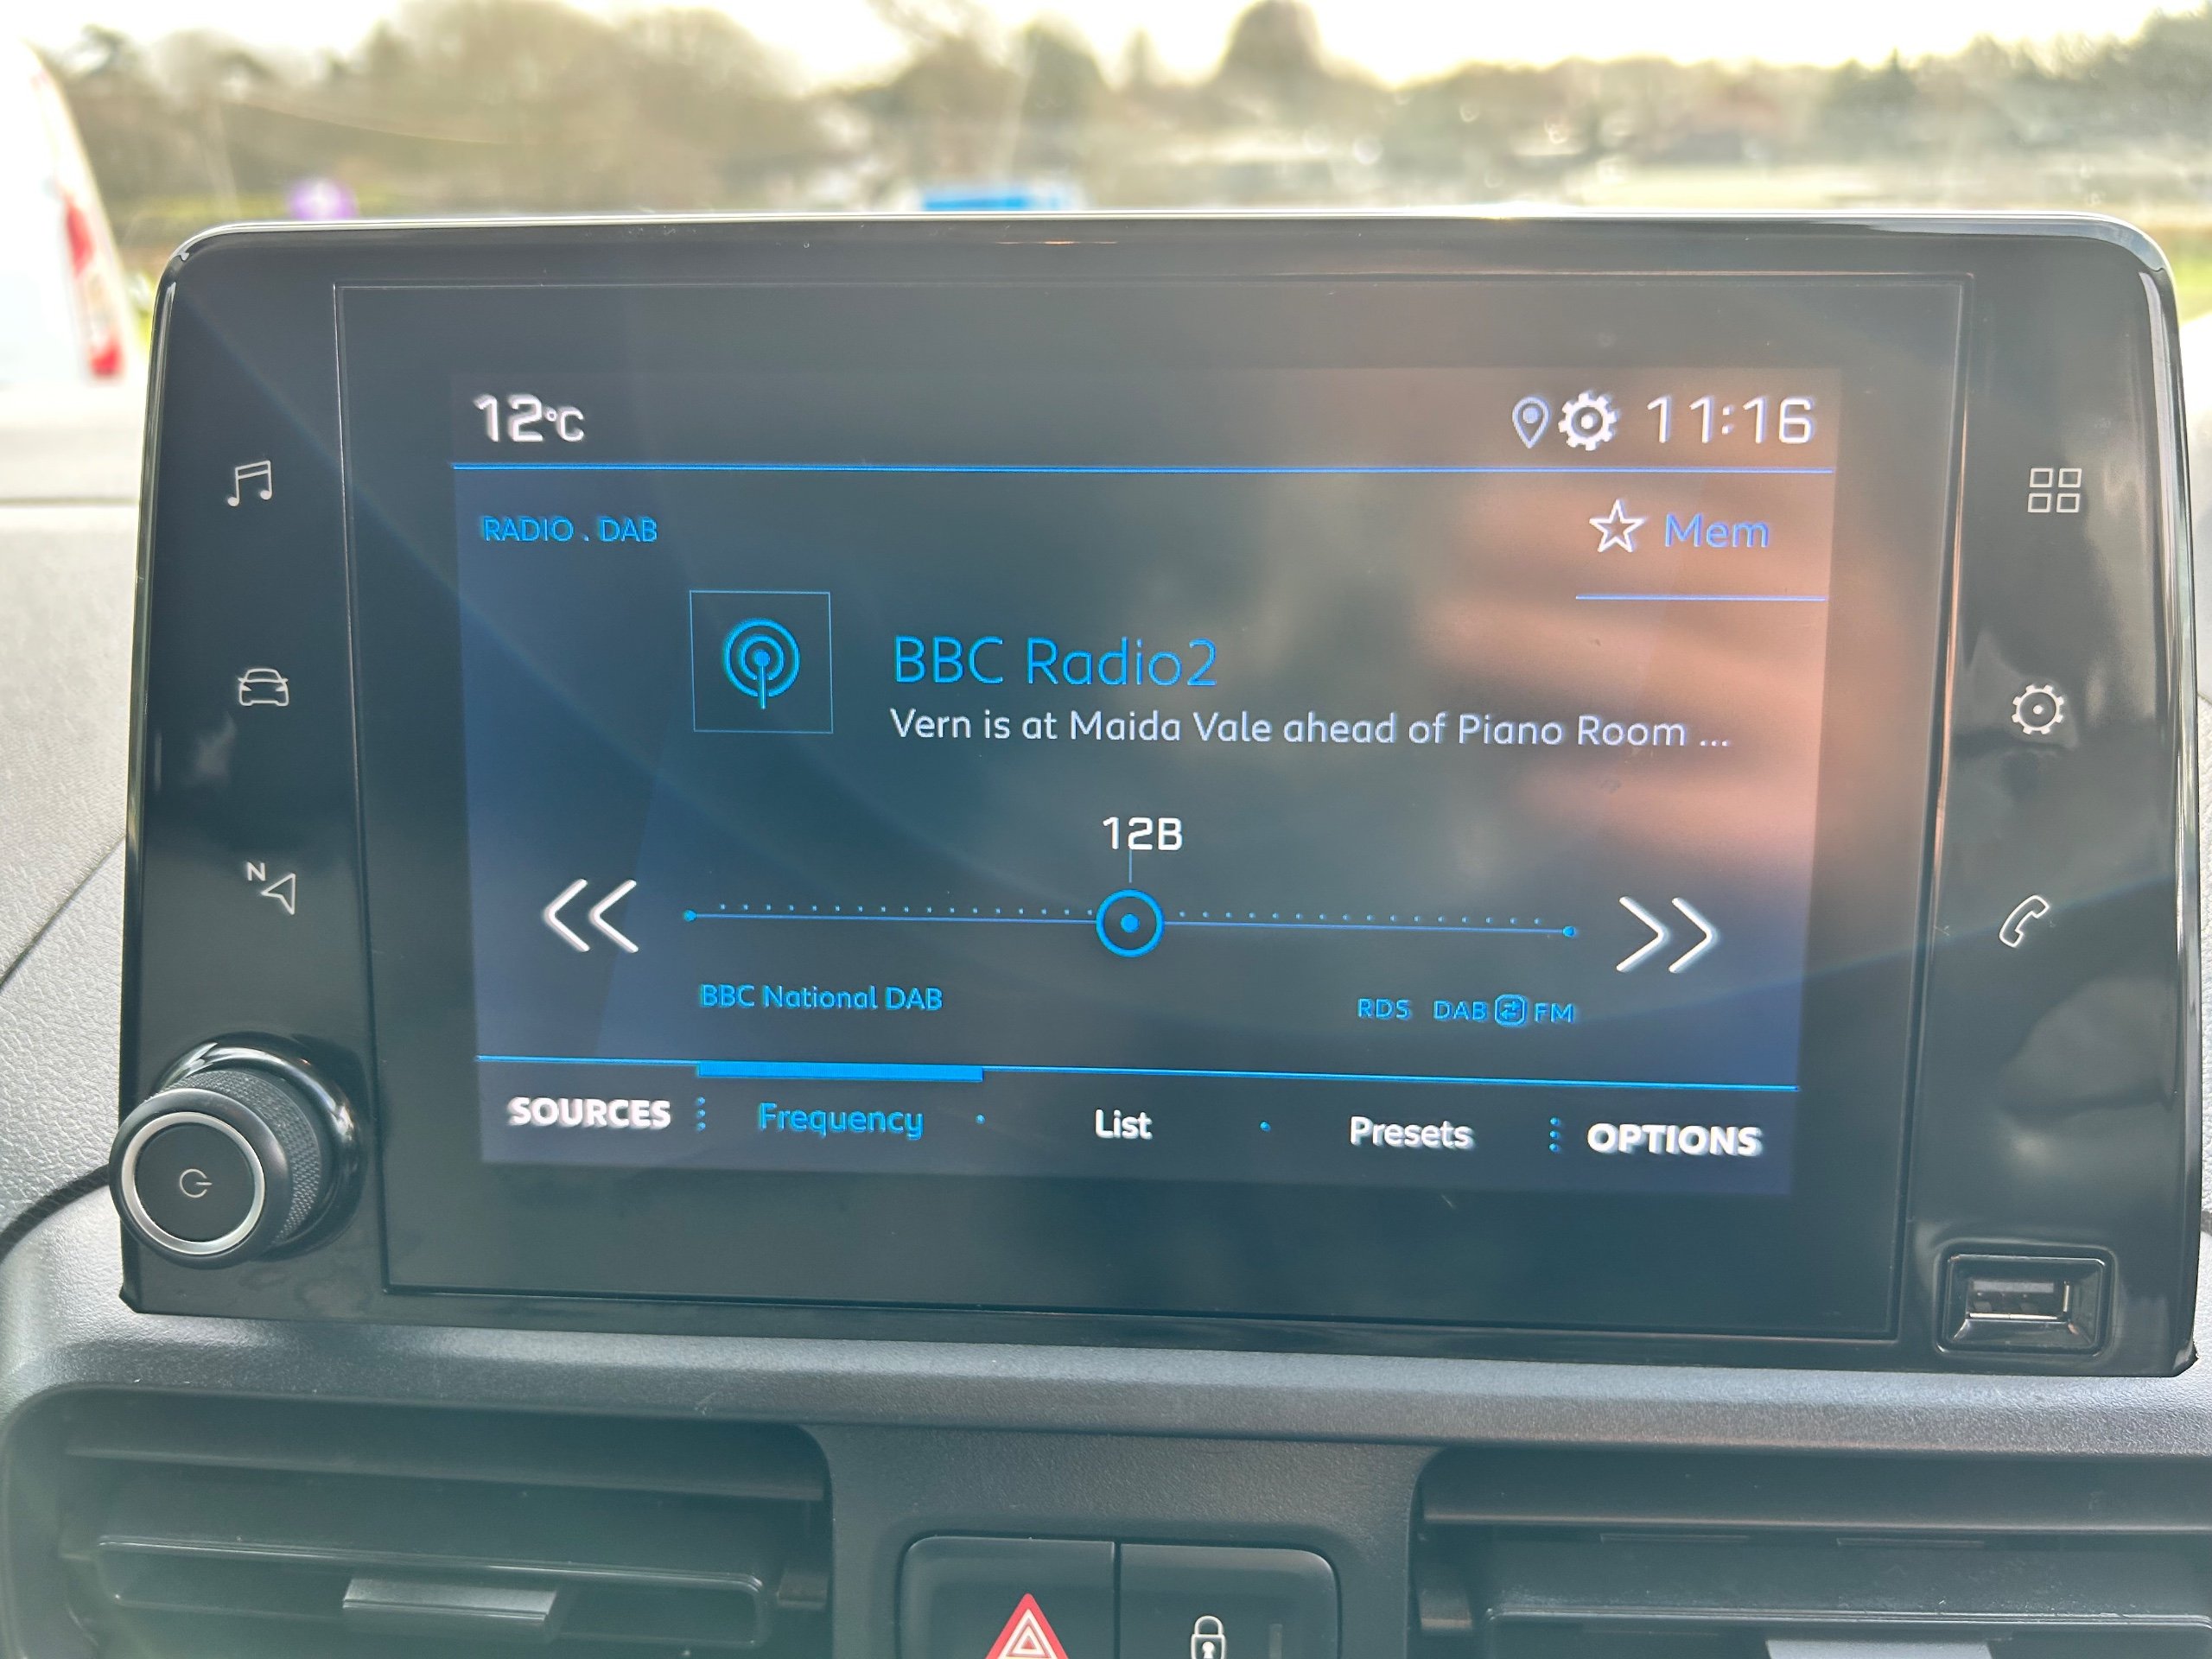 12°C 11:16
RADIO . DAB
Mem
BBC Radio2
Vern is at Maida Vale ahead of Piano Room ...
12B
N
BBC National DAB
RDS DAB FM
SOURCES Frequency List Presets OPTIONS